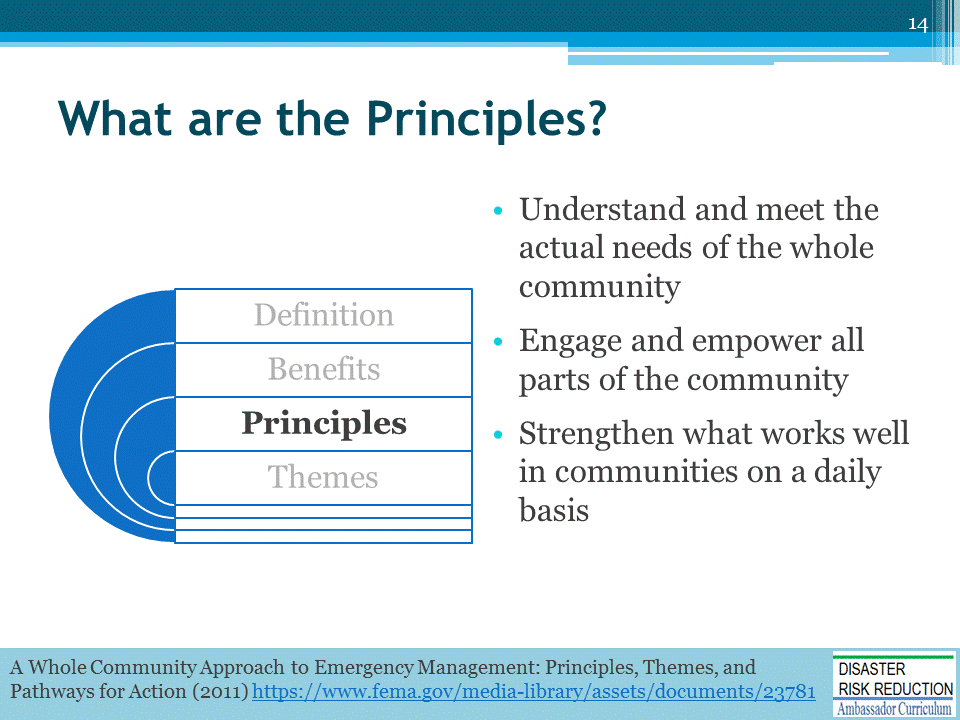 14
What are the Principles?
Definition
Benefits
Principles
Themes
• Understand and meet the
actual needs of the whole
community
• Engage and empower all
parts of the community
• Strengthen what works well
in communities on a daily
basis
A Whole Community Approach to Emergency Management: Principles, Themes, and
Pathways for Action (2011) https://www.fema.gov/media-library/assets/documents/23781
DISASTER
RISK REDUCTION
Ambassador Curriculum